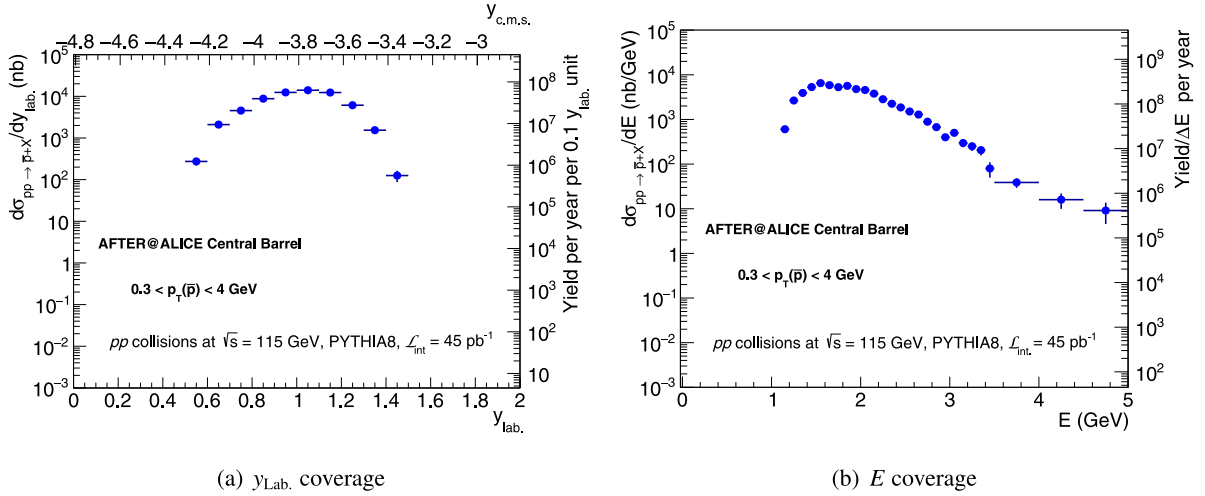 y_c.m.s.
−4.8 −4.6 −4.4 −4.2 −4 −3.8 −3.6 −3.4 −3.2 −3
dσ_pp → p̄+X/dy_lab. (nb)
10^5
10^4
10^3
10^2
10
1
10^−1
10^−2
10^−3
AFTER@ALICE Central Barrel
0.3 < p_T(p̄) < 4 GeV
pp collisions at √s = 115 GeV, PYTHIA8, ℒ_int = 45 pb^-1
0 0.2 0.4 0.6 0.8 1 1.2 1.4 1.6 1.8 2
y_lab.
10^8
10^7
10^6
10^5
10^4
10^3
10^2
10
Yield per year per 0.1 y_lab. unit
(a) y_Lab. coverage
dσ_pp → p̄+X/dE (nb/GeV)
10^5
10^4
10^3
10^2
10
1
10^−1
10^−2
10^−3
AFTER@ALICE Central Barrel
0.3 < p_T(p̄) < 4 GeV
pp collisions at √s = 115 GeV, PYTHIA8, ℒ_int. = 45 pb^-1
0 1 2 3 4 5
E (GeV)
10^9
10^8
10^7
10^6
10^5
10^4
10^3
10^2
Yield/ΔE per year
(b) E coverage